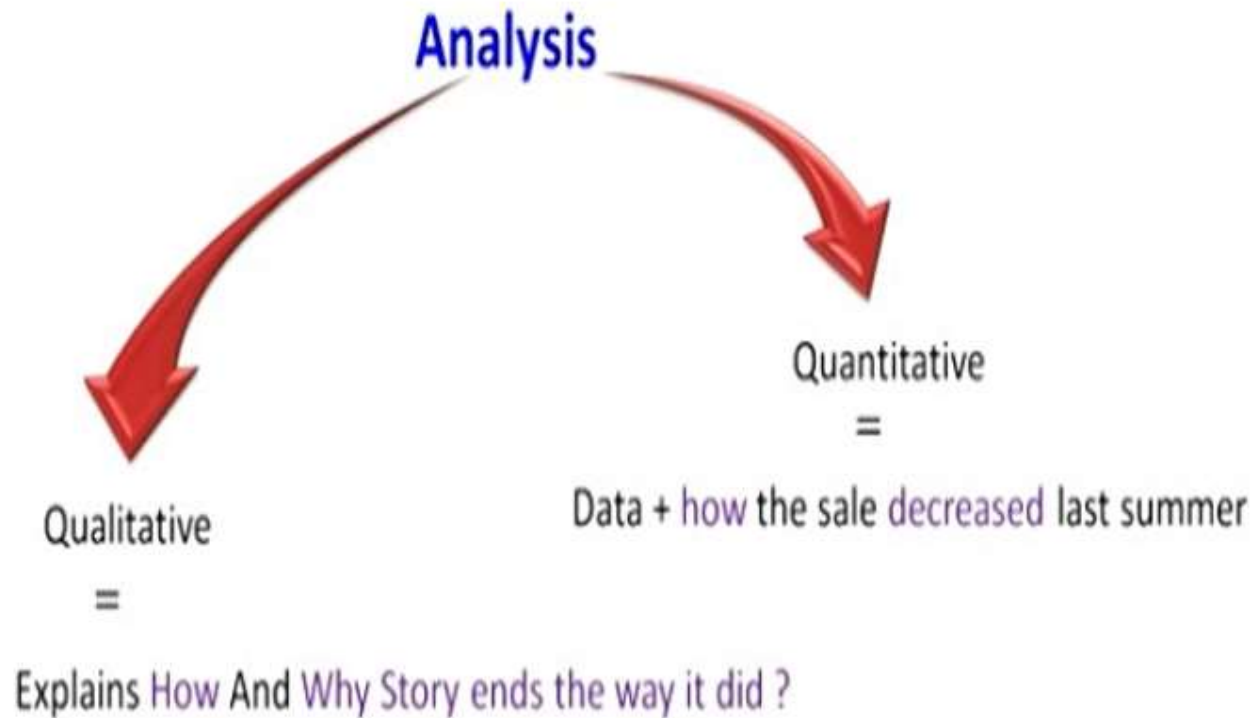 Analysis
Quantitative
=
Data + how the sale decreased last summer
Qualitative
=
Explains How And Why Story ends the way it did ?